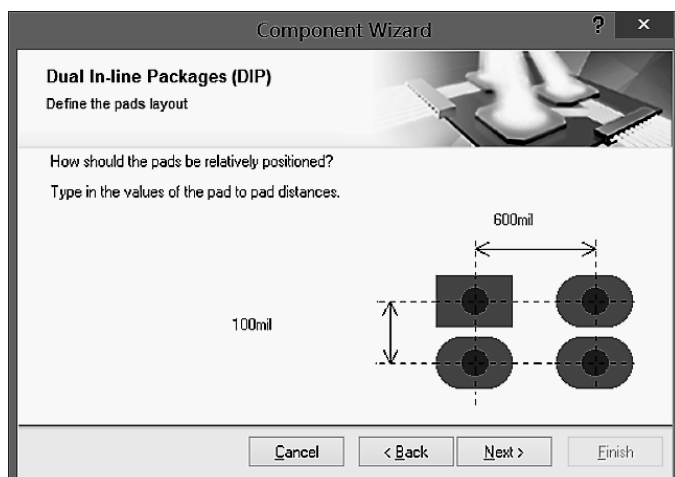 Component Wizard
? ×
Dual In-line Packages (DIP)
Define the pads layout
How should the pads be relatively positioned?
Type in the values of the pad to pad distances.
600mil
100mil
Cancel
< Back
Next >
Finish